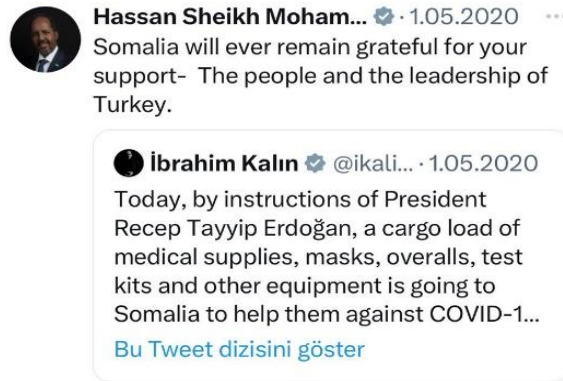 Hassan Sheikh Moham... · 1.05.2020 ...
Somalia will ever remain grateful for your
support- The people and the leadership of
Turkey.
İbrahim Kalın @ikali... · 1.05.2020
Today, by instructions of President
Recep Tayyip Erdoğan, a cargo load of
medical supplies, masks, overalls, test
kits and other equipment is going to
Somalia to help them against COVID-1...
Bu Tweet dizisini göster